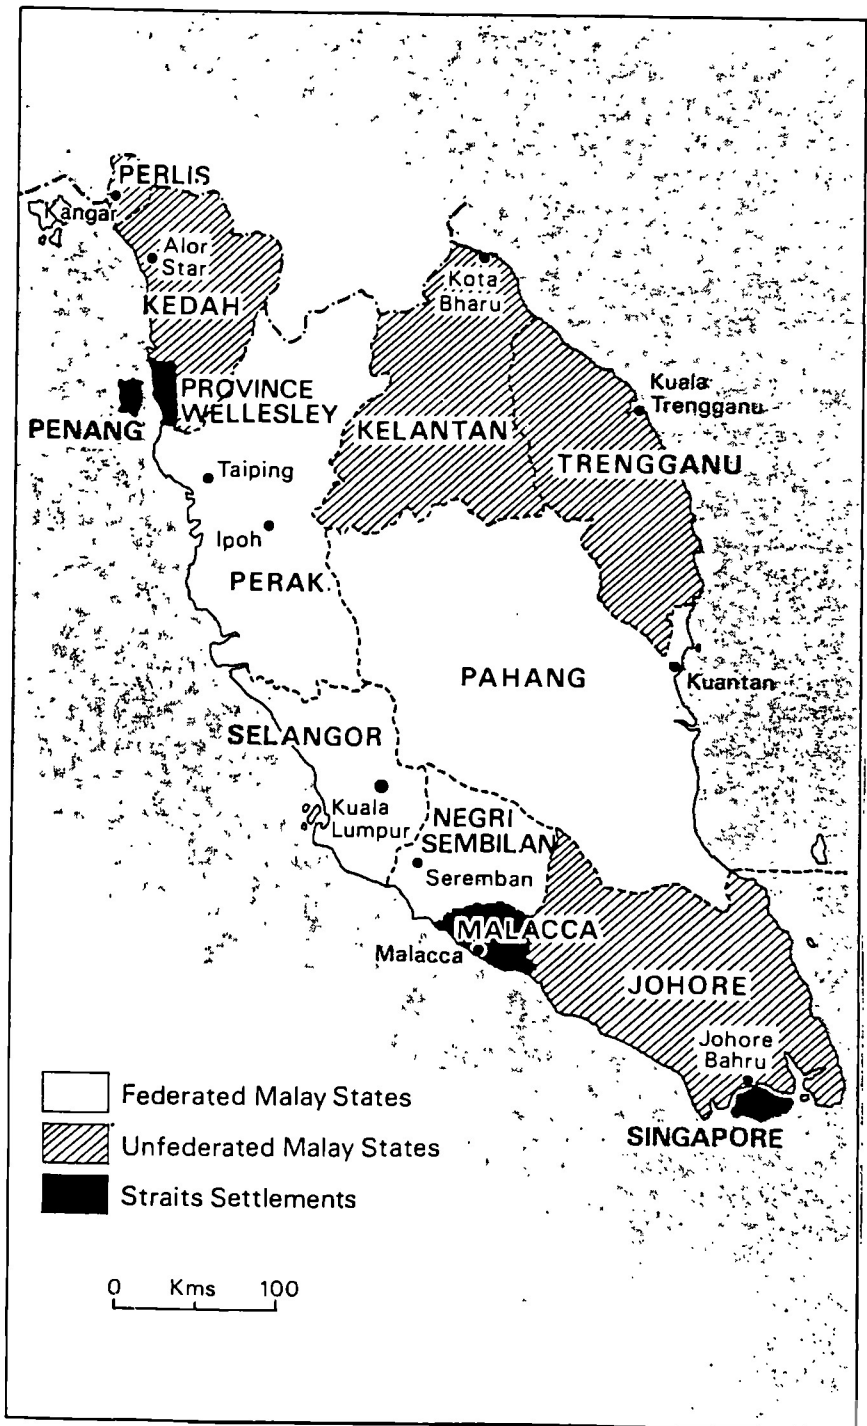 PERLIS
Kangar
Alor
Star
KEDAH
Kota
Bharu
PROVINCE
WELLESLEY
PENANG
Kuala
Trengganu
KELANTAN
TRENGGANU
Taiping
Ipoh
PERAK
PAHANG
Kuantan
SELANGOR
Kuala
Lumpur
NEGRI
SEMBILAN
Seremban
MALACCA
Malacca
JOHORE
Johore
Bahru
SINGAPORE
Federated Malay States
Unfederated Malay States
Straits Settlements
0 Kms 100